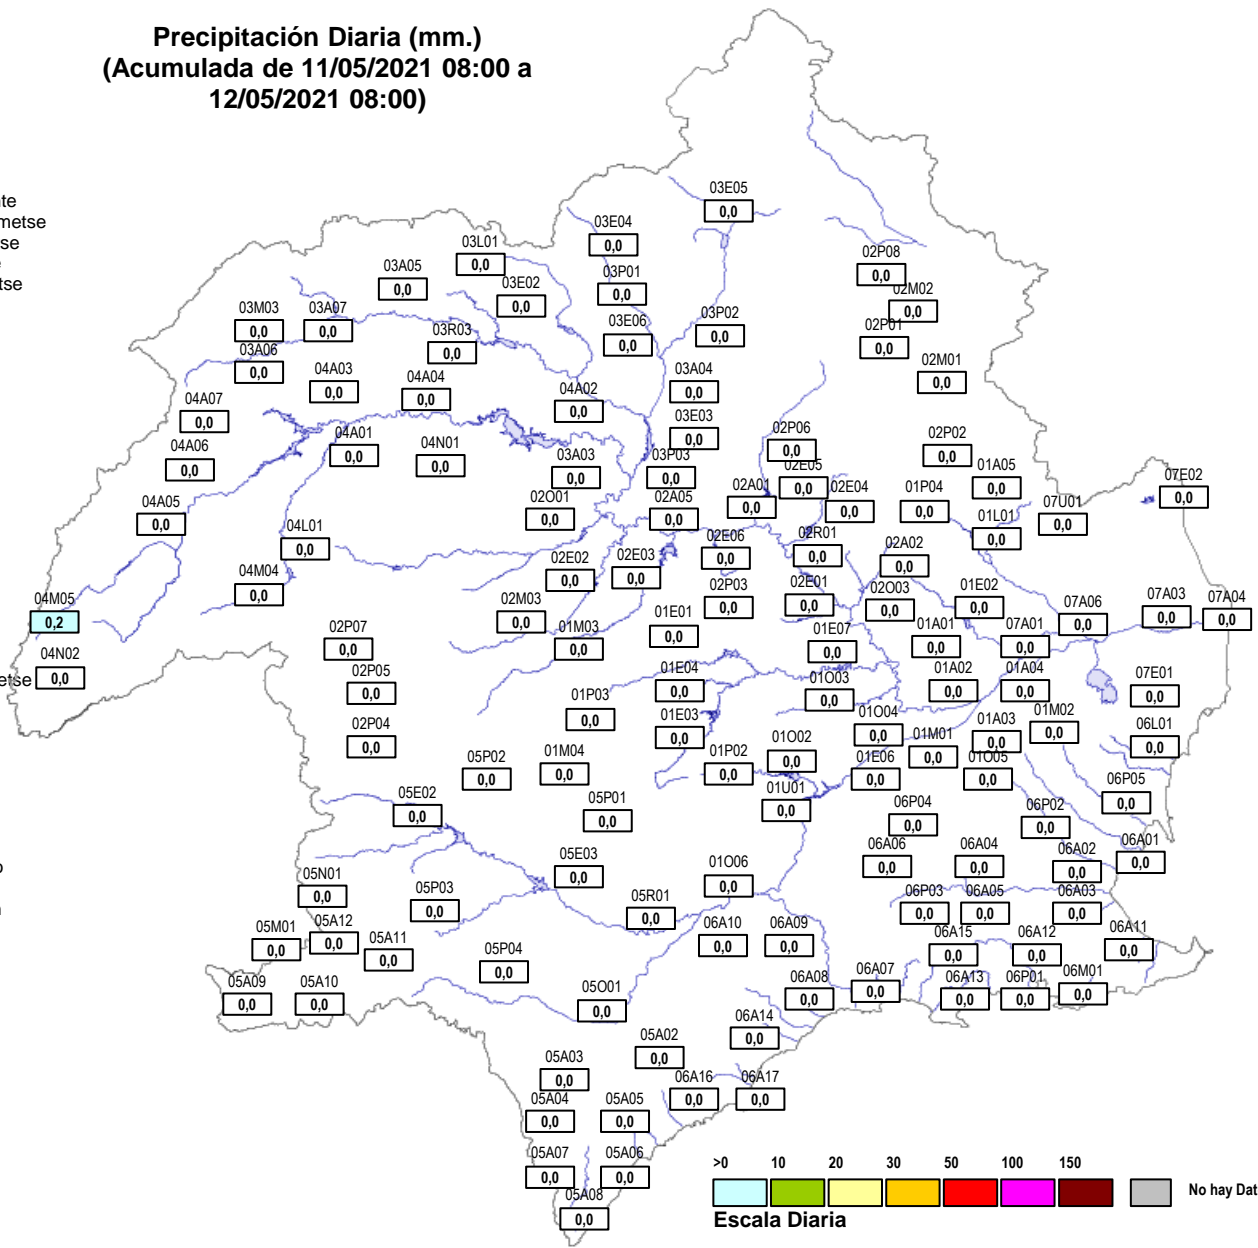 Precipitación Diaria (mm.)
(Acumulada de 11/05/2021 08:00 a
12/05/2021 08:00)
03E05
0,0
03E04
0,0
03L01
0,0
02P08
0,0
03A05
0,0
03P01
0,0
03E02
0,0
02M02
0,0
03M03
0,0
03A07
0,0
03P02
0,0
03E06
0,0
03R03
0,0
02P01
0,0
03A06
0,0
02M01
0,0
04A03
0,0
04A04
0,0
03A04
0,0
04A02
0,0
04A07
0,0
03E03
0,0
04A01
0,0
04N01
0,0
02P06
0,0
02P02
0,0
04A06
0,0
03A03
0,0
03P03
0,0
02E05
0,0
01A05
0,0
07E02
0,0
02A01
0,0
02E04
0,0
01P04
0,0
04A05
0,0
02O01
0,0
02A05
0,0
07U01
0,0
04L01
0,0
01L01
0,0
02E06
0,0
02R01
0,0
02A02
0,0
02E02
0,0
02E03
0,0
04M04
0,0
02P03
0,0
02E01
0,0
02O03
0,0
01E02
0,0
07A03
0,0
07A04
0,0
04M05
0,2
02M03
0,0
01E01
0,0
07A06
0,0
02P07
0,0
01M03
0,0
01E07
0,0
01A01
0,0
07A01
0,0
04N02
0,0
etse
02P05
0,0
01E04
0,0
01O03
0,0
01A02
0,0
01A04
0,0
07E01
0,0
01P03
0,0
01E03
0,0
01O04
0,0
01A03
0,0
01M02
0,0
06L01
0,0
02P04
0,0
01M01
0,0
01O02
0,0
05P02
0,0
01M04
0,0
01P02
0,0
01E06
0,0
01O05
0,0
06P05
0,0
05E02
0,0
05P01
0,0
01U01
0,0
06P04
0,0
06P02
0,0
05E03
0,0
06A06
0,0
06A04
0,0
06A02
0,0
06A01
0,0
05N01
0,0
05P03
0,0
01O06
0,0
05R01
0,0
06P03
0,0
06A05
0,0
06A03
0,0
05M01
0,0
05A12
0,0
05A11
0,0
06A10
0,0
06A09
0,0
06A15
0,0
06A12
0,0
06A11
0,0
05P04
0,0
05A09
0,0
05A10
0,0
05O01
0,0
06A08
0,0
06A07
0,0
06A13
0,0
06P01
0,0
06M01
0,0
06A14
0,0
05A02
0,0
05A03
0,0
06A16
0,0
06A17
0,0
05A04
0,0
05A05
0,0
05A07
0,0
05A06
0,0
05A08
0,0
>0 10 20 30 50 100 150
No hay Dat
Escala Diaria